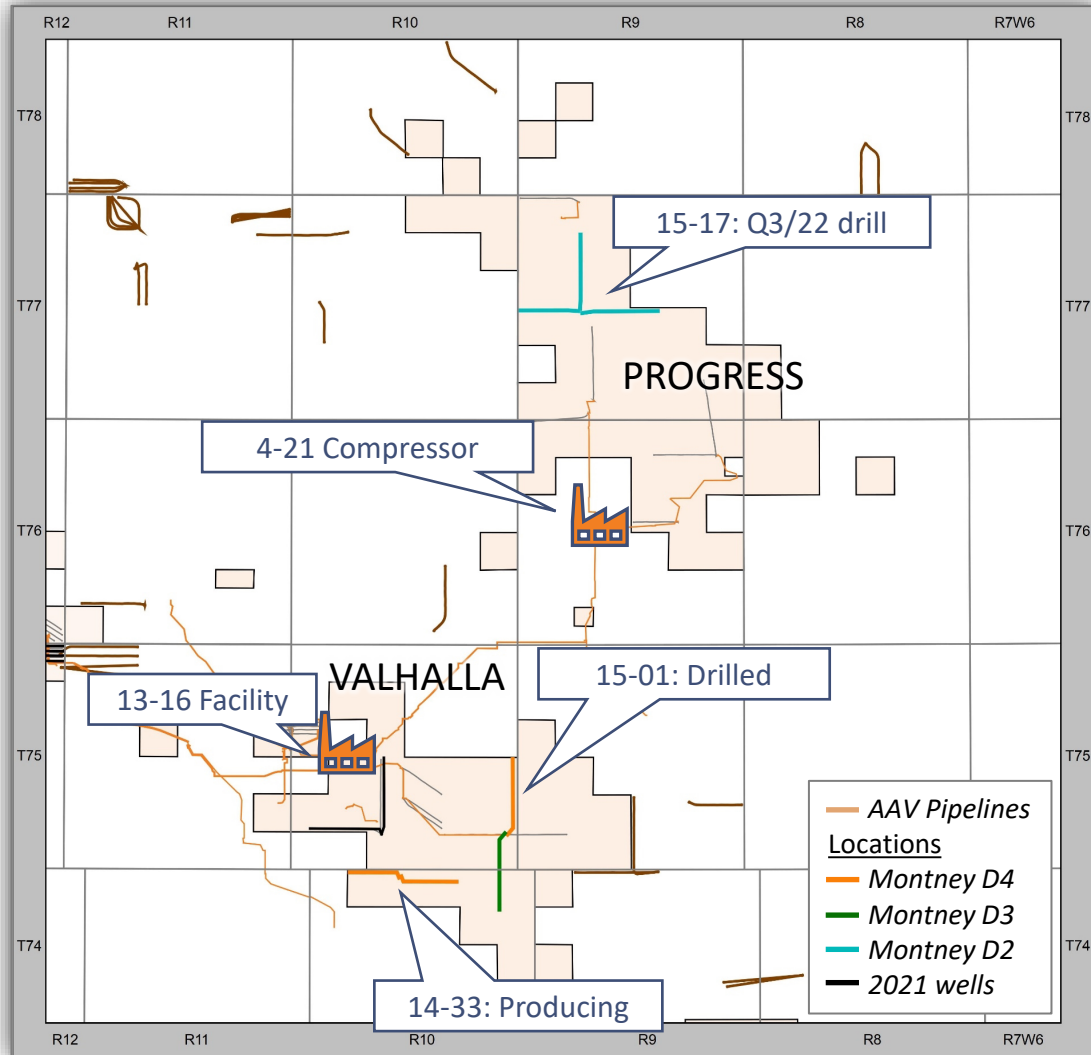 R12 R11 R10 R9 R8 R7W6
T78 T78
15-17: Q3/22 drill
T77 T77
PROGRESS
4-21 Compressor
T76 T76
VALHALLA
15-01: Drilled
13-16 Facility
T75 T75
AAV Pipelines
Locations
Montney D4
Montney D3
Montney D2
2021 wells
T74 T74
14-33: Producing
R12 R11 R10 R9 R8 R7W6